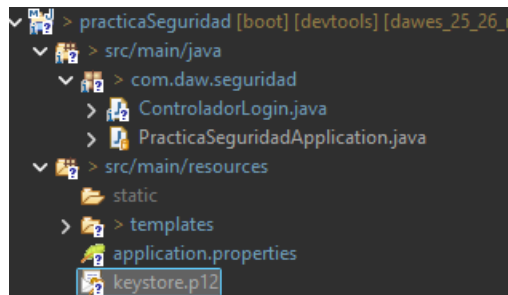 > practicaSeguridad [boot] [devtools] [dawes_25_26_
> src/main/java
> com.daw.seguridad
ControladorLogin.java
PracticaSeguridadApplication.java
> src/main/resources
static
> templates
application.properties
keystore.p12